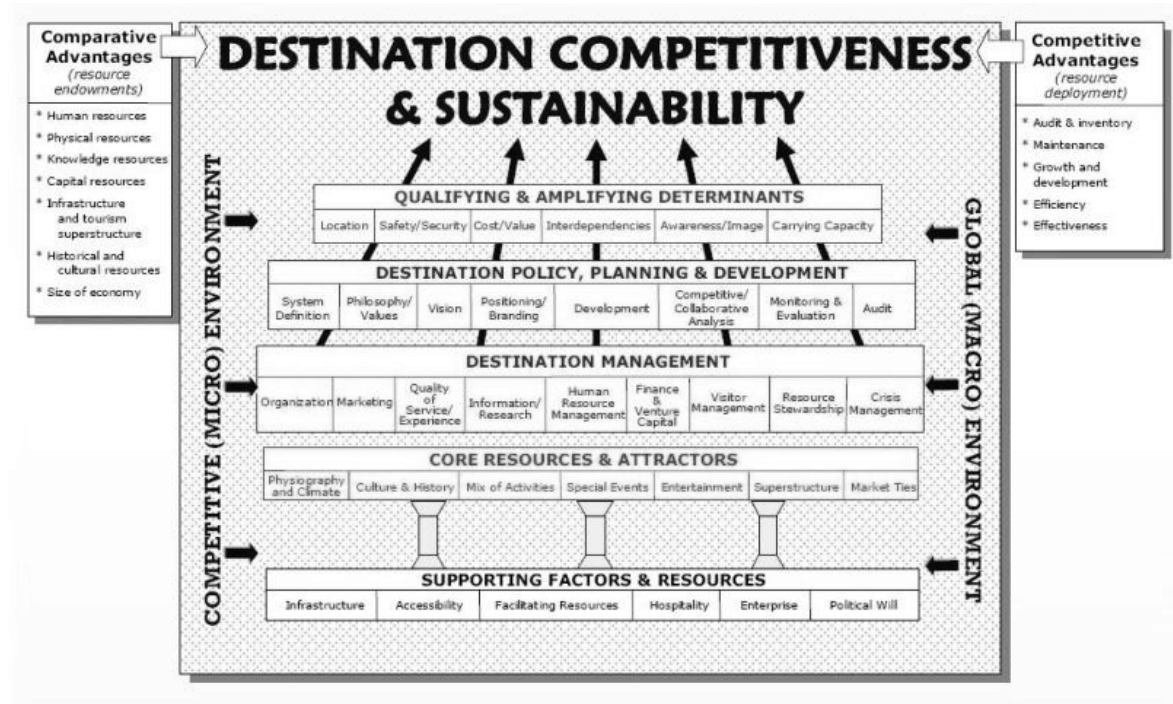 Comparative
Advantages
(resource
endowments)
* Human resources
* Physical resources
* Knowledge resources
* Capital resources
* Infrastructure
and tourism
superstructure
* Historical and
cultural resources
* Size of economy
DESTINATION COMPETITIVENESS
& SUSTAINABILITY
Competitive
Advantages
(resource
deployment)
* Audit & inventory
* Maintenance
* Growth and
development
* Efficiency
* Effectiveness
COMPETITIVE (MICRO) ENVIRONMENT
GLOBAL (MACRO) ENVIRONMENT
QUALIFYING & AMPLIFYING DETERMINANTS
Location Safety/Security Cost/Value Interdependencies Awareness/Image Carrying Capacity
DESTINATION POLICY, PLANNING & DEVELOPMENT
System
Definition
Philosophy/
Values
Vision
Positioning/
Branding
Development
Competitive/
Collaborative
Analysis
Monitoring &
Evaluation
Audit
DESTINATION MANAGEMENT
Organization
Marketing
Quality
of
Service/
Experience
Information/
Research
Human
Resource
Management
Finance
&
Venture
Capital
Visitor
Management
Resource
Stewardship
Crisis
Management
CORE RESOURCES & ATTRACTORS
Physiography
and Climate
Culture & History
Mix of Activities
Special Events
Entertainment
Superstructure
Market Ties
SUPPORTING FACTORS & RESOURCES
Infrastructure Accessibility Facilitating Resources Hospitality Enterprise Political Will